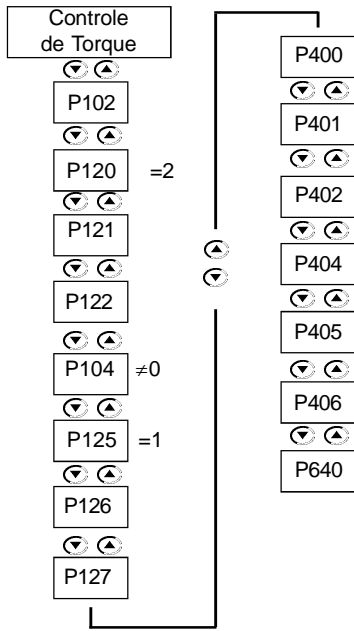 Controle
de Torque
P102
P120 =2
P121
P122
P104 ≠0
P125 =1
P126
P127
P400
P401
P402
P404
P405
P406
P640